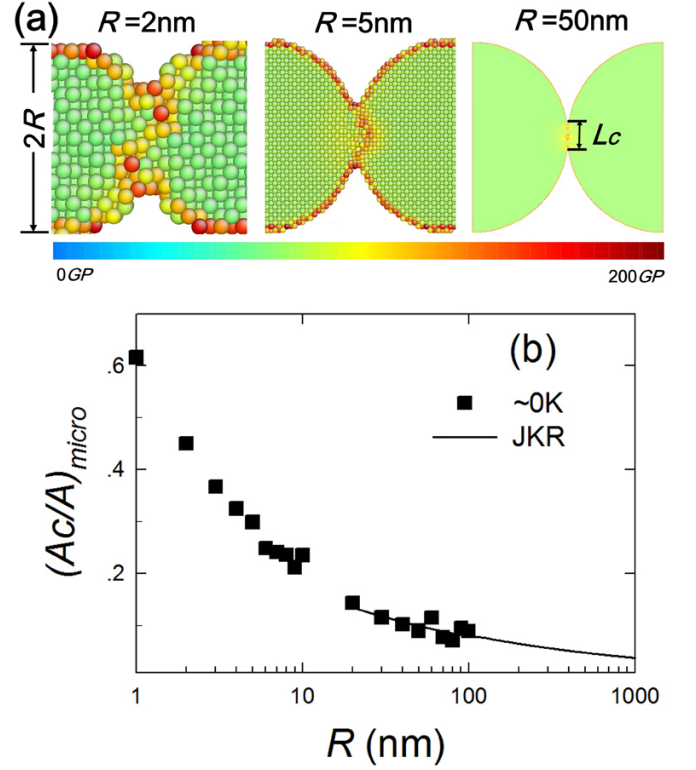 (a) R=2nm R=5nm R=50nm
2R
Lc
0GP 200GP
(b)
~0K
JKR
(Ac/A)micro
.6
.4
.2
1 10 100 1000
R (nm)